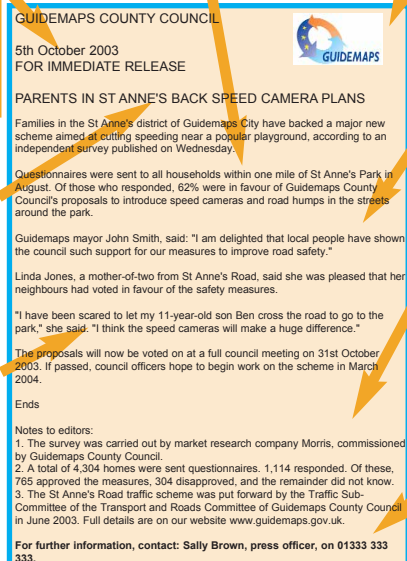 GUIDEMAPS COUNTY COUNCIL
GUIDEMAPS
5th October 2003
FOR IMMEDIATE RELEASE
PARENTS IN ST ANNE'S BACK SPEED CAMERA PLANS
Families in the St Anne's district of Guidemaps City have backed a major new
scheme aimed at cutting speeding near a popular playground, according to an
independent survey published on Wednesday.
Questionnaires were sent to all households within one mile of St Anne's Park in
August. Of those who responded, 62% were in favour of Guidemaps County
Council's proposals to introduce speed cameras and road humps in the streets
around the park.
Guidemaps mayor John Smith, said: "I am delighted that local people have shown
the council such support for our measures to improve road safety."
Linda Jones, a mother-of-two from St Anne's Road, said she was pleased that her
neighbours had voted in favour of the safety measures.
"I have been scared to let my 11-year-old son Ben cross the road to go to the
park," she said. "I think the speed cameras will make a huge difference."
The proposals will now be voted on at a full council meeting on 31st October
2003. If passed, council officers hope to begin work on the scheme in March
2004.
Ends
Notes to editors:
1. The survey was carried out by market research company Morris, commissioned
by Guidemaps County Council.
2. A total of 4,304 homes were sent questionnaires. 1,114 responded. Of these,
765 approved the measures, 304 disapproved, and the remainder did not know.
3. The St Anne's Road traffic scheme was put forward by the Traffic Sub-
Committee of the Transport and Roads Committee of Guidemaps County Council
in June 2003. Full details are on our website www.guidemaps.gov.uk.
For further information, contact: Sally Brown, press officer, on 01333 333
333.